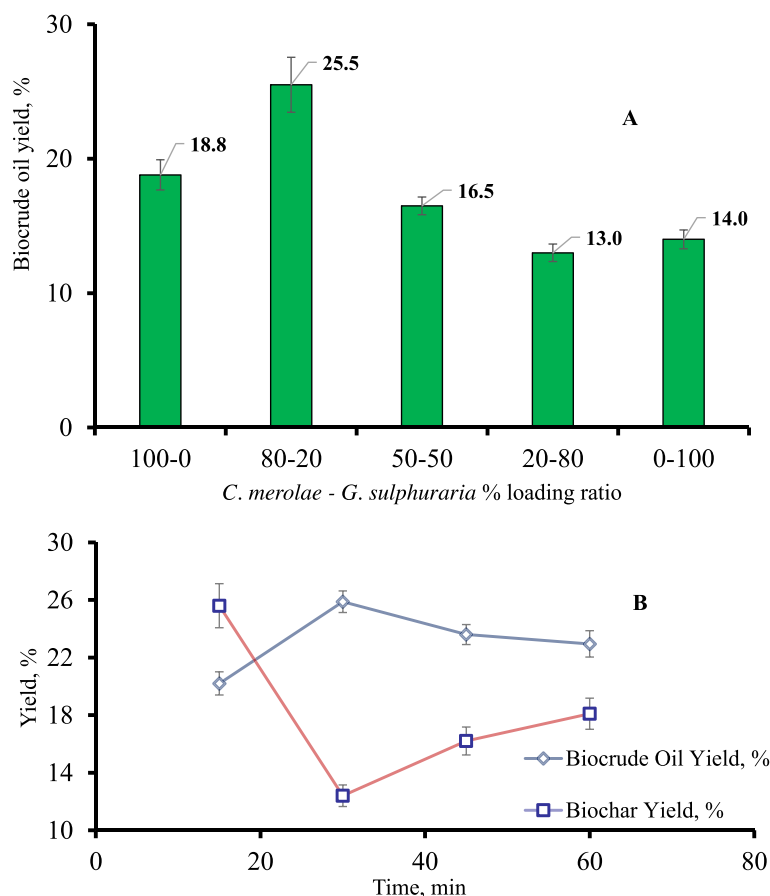 30
25.5
A
18.8
20
16.5
14.0
13.0
10
0
100-0 80-20 50-50 20-80 0-100
C. merolae - G. sulphuraria % loading ratio
Biocrude oil yield, %
30
B
26
22
18
14
10
Biocrude Oil Yield, %
Biochar Yield, %
0 20 40 60 80
Time, min
Yield, %